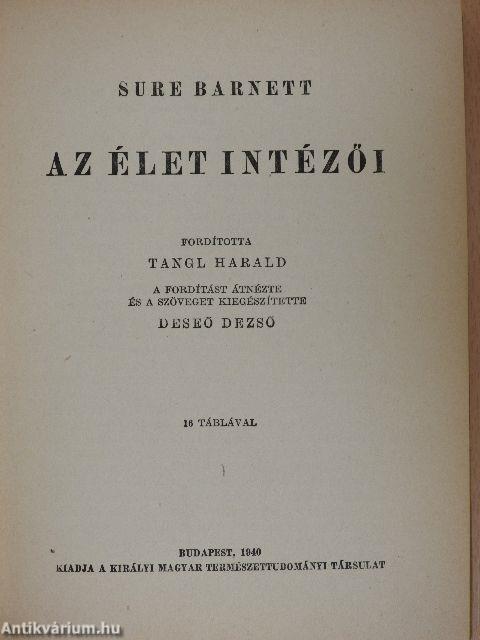 SURE BARNETT
AZ ÉLET INTÉZŐI
FORDÍTOTTA
TANGL HARALD
A FORDÍTÁST ÁTNÉZTE
ÉS A SZÖVEGET KIEGÉSZÍTETTE
DESEŐ DEZSŐ
16 TÁBLÁVAL
BUDAPEST, 1940
KIADJA A KIRÁLYI MAGYAR TERMÉSZETTUDOMÁNYI TÁRSULAT
Antikvárium.hu